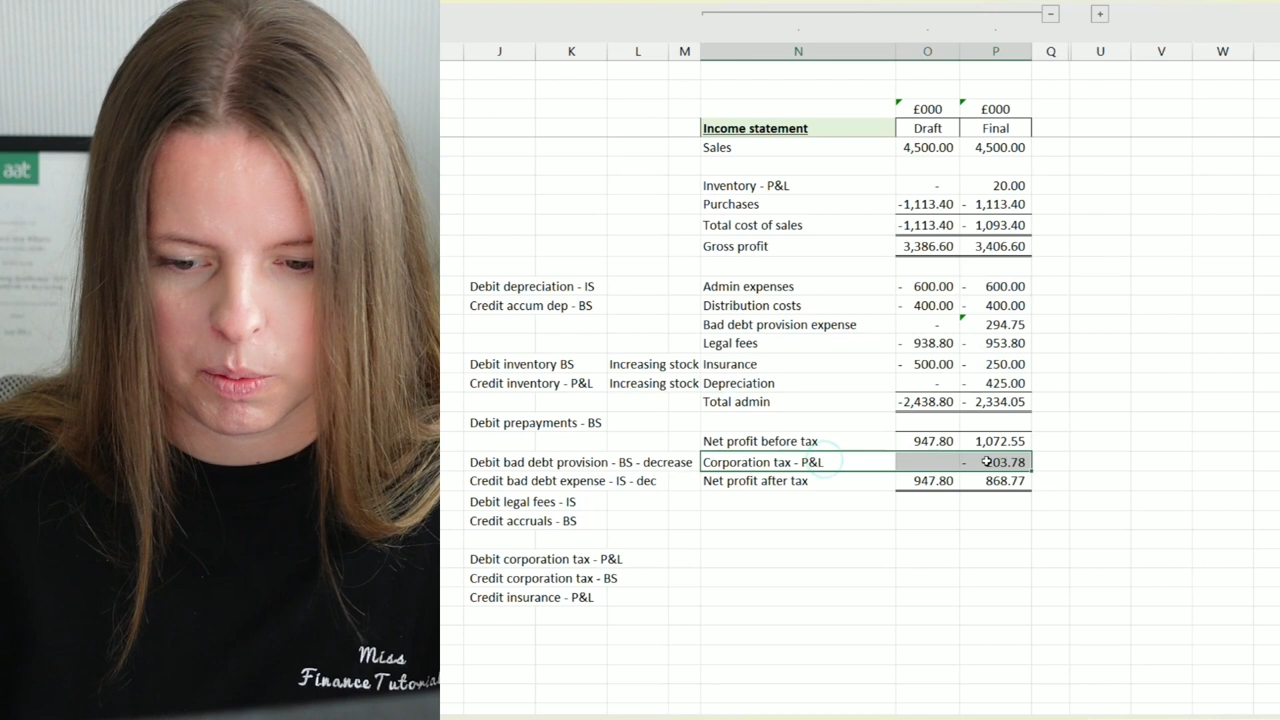 − +
J K L M N O P Q U V W
£000 £000
Income statement Draft Final
Sales 4,500.00 4,500.00
Inventory - P&L - 20.00
Purchases -1,113.40 - 1,113.40
Total cost of sales -1,113.40 - 1,093.40
Gross profit 3,386.60 3,406.60
Debit depreciation - IS Admin expenses - 600.00 - 600.00
Credit accum dep - BS Distribution costs - 400.00 - 400.00
Bad debt provision expense - 294.75
Legal fees - 938.80 - 953.80
Debit inventory BS Increasing stock Insurance - 500.00 - 250.00
Credit inventory - P&L Increasing stock Depreciation - - 425.00
Total admin -2,438.80 - 2,334.05
Debit prepayments - BS
Net profit before tax 947.80 1,072.55
Debit bad debt provision - BS - decrease Corporation tax - P&L - 203.78
Credit bad debt expense - IS - dec Net profit after tax 947.80 868.77
Debit legal fees - IS
Credit accruals - BS
Debit corporation tax - P&L
Credit corporation tax - BS
Credit insurance - P&L
aat
Miss
Finance Tutorial